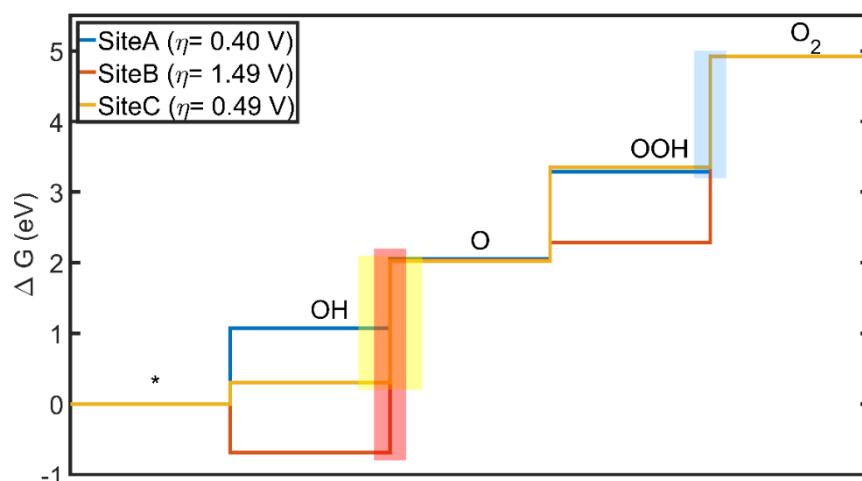 SiteA (η= 0.40 V)
SiteB (η= 1.49 V)
SiteC (η= 0.49 V)
O₂
OOH
O
OH
*
Δ G (eV)
5
4
3
2
1
0
-1